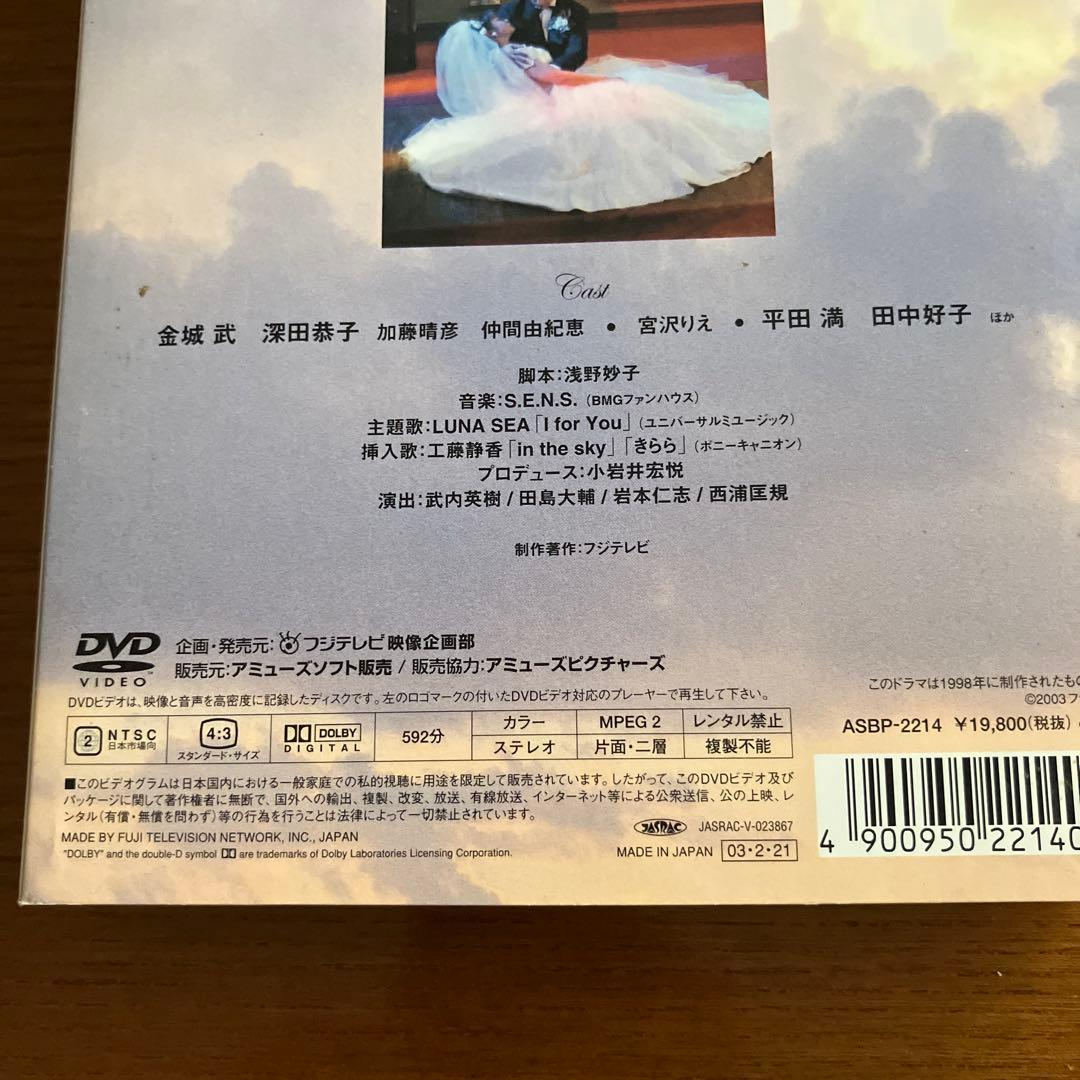 Cast
金城 武 深田恭子 加藤晴彦 仲間由紀恵 • 宮沢りえ • 平田 満 田中好子 ほか
脚本：浅野妙子
音楽：S.E.N.S.（BMGファンハウス）
主題歌：LUNA SEA「I for You」（ユニバーサルミュージック）
挿入歌：工藤静香「in the sky」「きらら」（ポニーキャニオン）
プロデュース：小岩井宏悦
演出：武内英樹 / 田島大輔 / 岩本仁志 / 西浦匡規
制作著作：フジテレビ
DVD VIDEO™
企画・発売元：フジテレビ映像企画部
販売元：アミューズソフト販売 / 販売協力：アミューズピクチャーズ
DVDビデオは、映像と音声を高密度に記録したディスクです。左のロゴマークの付いたDVDビデオ対応のプレーヤーで再生して下さい。
このドラマは1998年に制作されたもの
©2003フ
ASBP-2214 ¥19,800（税抜）
2 NTSC 日本市場向
4:3 スタンダード・サイズ
DOLBY DIGITAL
592分
カラー
MPEG 2
レンタル禁止
ステレオ
片面・二層
複製不能
■このビデオグラムは日本国内における一般家庭での私的視聴に用途を限定して販売されています。したがって、このDVDビデオ及び
パッケージに関して著作権者に無断で、国外への輸出、複製、改変、放送、有線放送、インターネット等による公衆送信、公の上映、レ
ンタル（有償・無償を問わず）等の行為を行うことは法律によって一切禁止されています。
MADE BY FUJI TELEVISION NETWORK, INC., JAPAN
"DOLBY" and the double-D symbol are trademarks of Dolby Laboratories Licensing Corporation.
JASRAC JASRAC-V-023867
MADE IN JAPAN 03・2・21
4 900950 22140